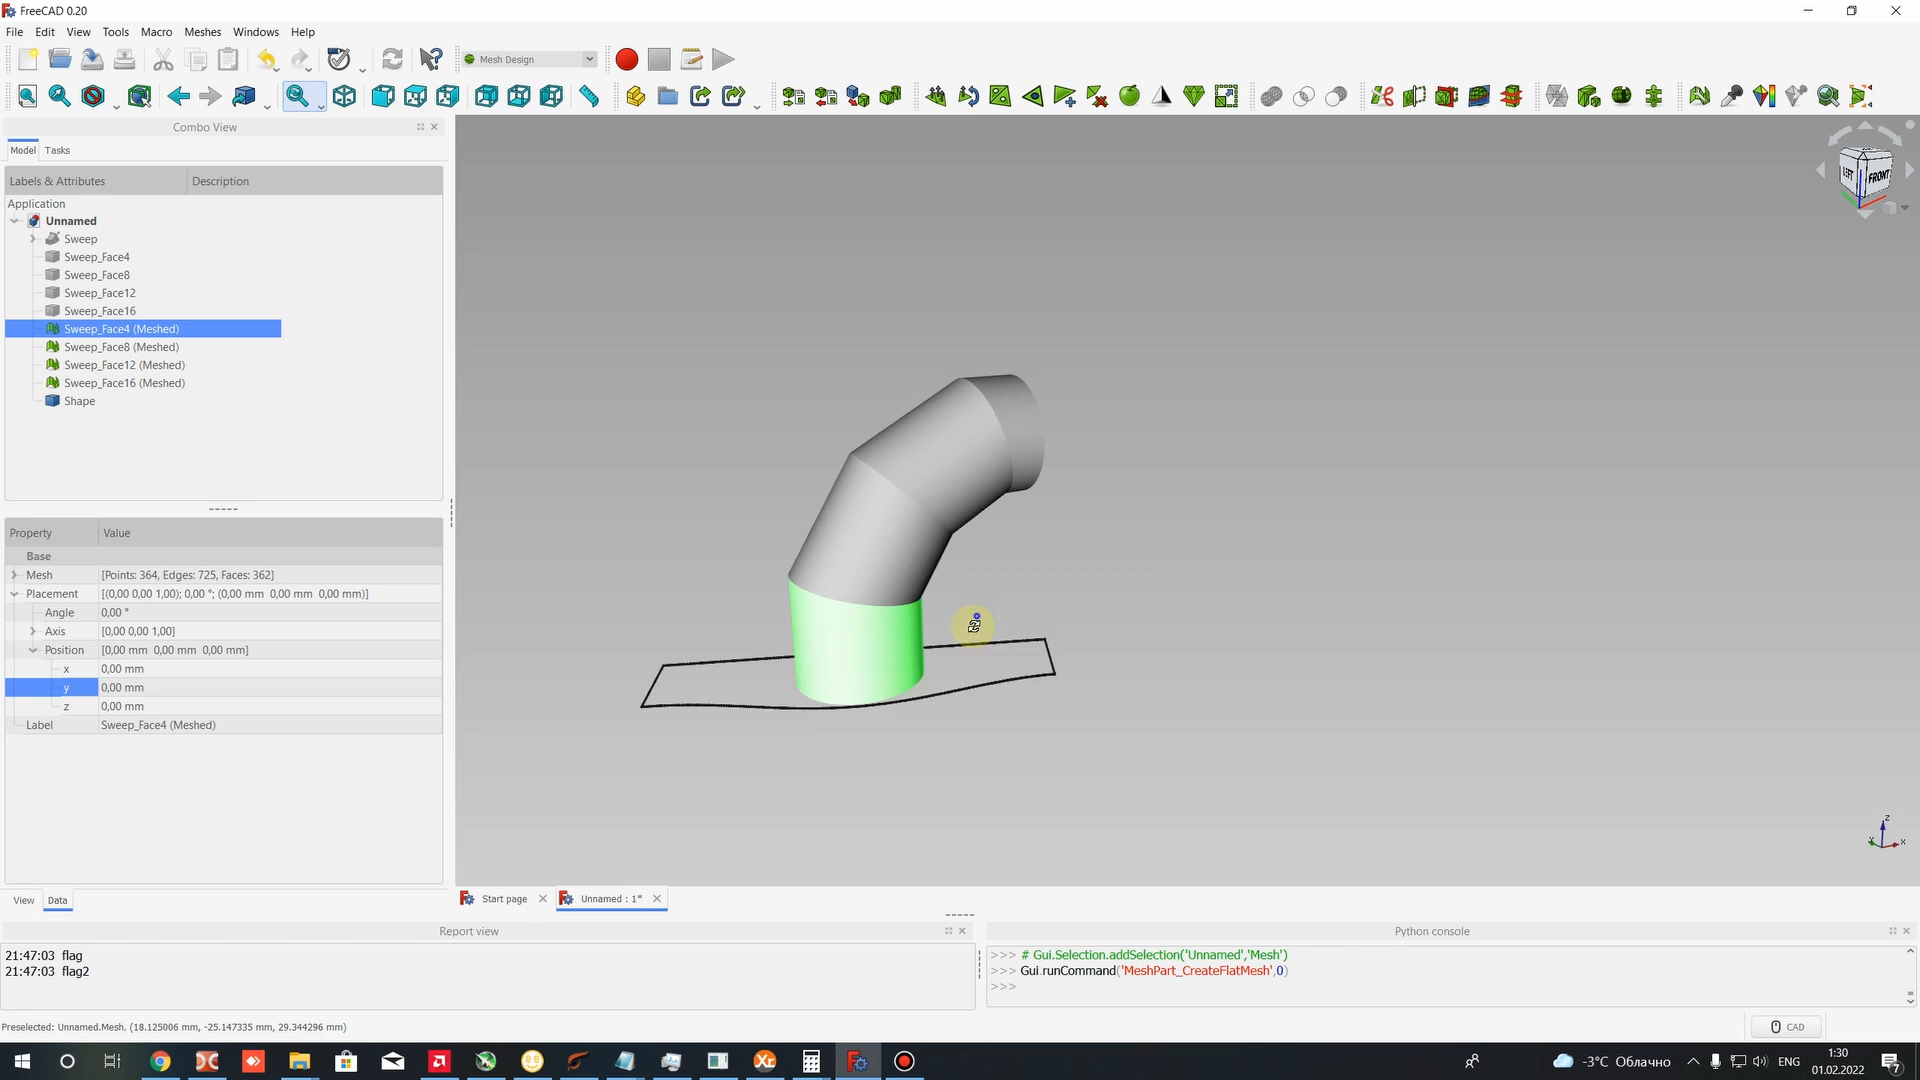 FreeCAD 0.20
File Edit View Tools Macro Meshes Windows Help
Mesh Design
Combo View
Model Tasks
Labels & Attributes Description
Application
Unnamed
Sweep
Sweep_Face4
Sweep_Face8
Sweep_Face12
Sweep_Face16
Sweep_Face4 (Meshed)
Sweep_Face8 (Meshed)
Sweep_Face12 (Meshed)
Sweep_Face16 (Meshed)
Shape
Property Value
Base
Mesh [Points: 364, Edges: 725, Faces: 362]
Placement [(0,00 0,00 1,00); 0,00 °; (0,00 mm 0,00 mm 0,00 mm)]
Angle 0,00 °
Axis [0,00 0,00 1,00]
Position [0,00 mm 0,00 mm 0,00 mm]
x 0,00 mm
y 0,00 mm
z 0,00 mm
Label Sweep_Face4 (Meshed)
LEFT FRONT
Z
X
View Data
Start page Unnamed : 1*
Report view
21:47:03 flag
21:47:03 flag2
Python console
>>> # Gui.Selection.addSelection('Unnamed','Mesh')
>>> Gui.runCommand('MeshPart_CreateFlatMesh',0)
>>>
Preselected: Unnamed.Mesh. (18.125006 mm, -25.147335 mm, 29.344296 mm)
CAD
Xr
-3°C Облачно
ENG
1:30
01.02.2022
7